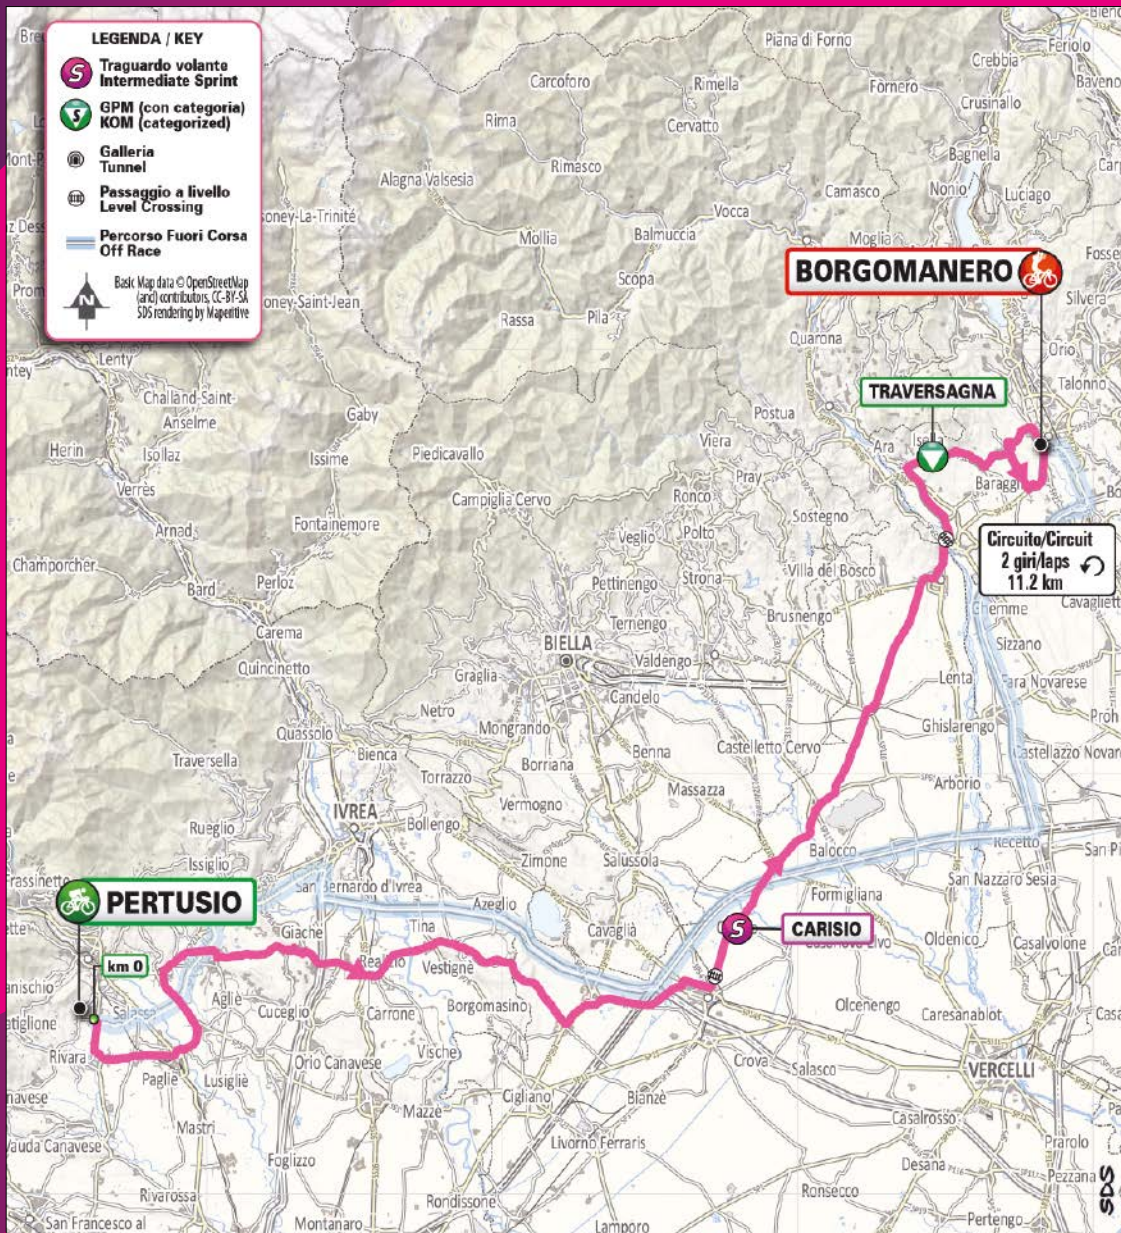 LEGENDA / KEY
S
Traguardo volante
Intermediate Sprint
S
GPM (con categoria)
KOM (categorized)
Galleria
Tunnel
Passaggio a livello
Level Crossing
Percorso Fuori Corsa
Off Race
N
Basic Map data © OpenStreetMap
(and) contributors, CC-BY-SA
SDS rendering by Maperitive
Piana di Forno
Feriolo
Crebbia
Baveno
Carcoforo
Rimella
Fornero
Crusinallo
Rima
Cervatto
Bagnella
Rimasco
Alagna Valsesia
Camasco
Nonio
Luciago
Vocca
Mollia
Balmuccia
Moglia
BORGOMANERO
Scopa
Silvera
Rassa
Pila
Quarona
Orio
Lenty
TRAVERSAGNA
Talonno
Challand-Saint-
Anselme
Gaby
Postua
Herin
Isollaz
Issime
Piedicavallo
Viera
Ara
Verrès
Pray
Campiglia Cervo
Ronco
Arnad
Fontainemore
Sostegno
Veglio
Polto
Circuito/Circuit
2 giri/laps
11.2 km
Champorcher
Perloz
Pettinengo
Strona
Villa del Bosco
Bard
Ternengo
Brusnengo
Carema
BIELLA
Sizzano
Quincinetto
Graglia
Valdengo
Lenta
Fara Novarese
Candelo
Netro
Mongrando
Ghislarengo
Quassolo
Bienca
Benna
Castelletto Cervo
Traversella
Torrazzo
Borriana
Massazza
Arborio
Vermogno
IVREA
Bollengo
Rueglio
Balocco
Recetto
Issiglio
Zimone
Salussola
Frassinetto
San Bernardo d'Ivrea
San Nazzaro Sesia
PERTUSIO
Azeglio
Formigliana
Tina
Cavaglià
S
CARISIO
Giache
Oldenico
Casalvolone
km 0
Vestignè
Agliè
Borgomasino
Olcenengo
Salassa
Cuceglio
Carrone
Caresanablot
Rivara
Orio Canavese
Vische
Crova
Salasco
VERCELLI
Pagliè
Lusigliè
Cigliano
Bianzè
Mazzè
Casalrosso
Mastri
Vauda Canavese
Livorno Ferraris
Prarolo
Foglizzo
Desana
Pezzana
Rivarossa
Rondissone
Ronsecco
San Francesco al
Montanaro
Lamporo
Pertengo
SDS